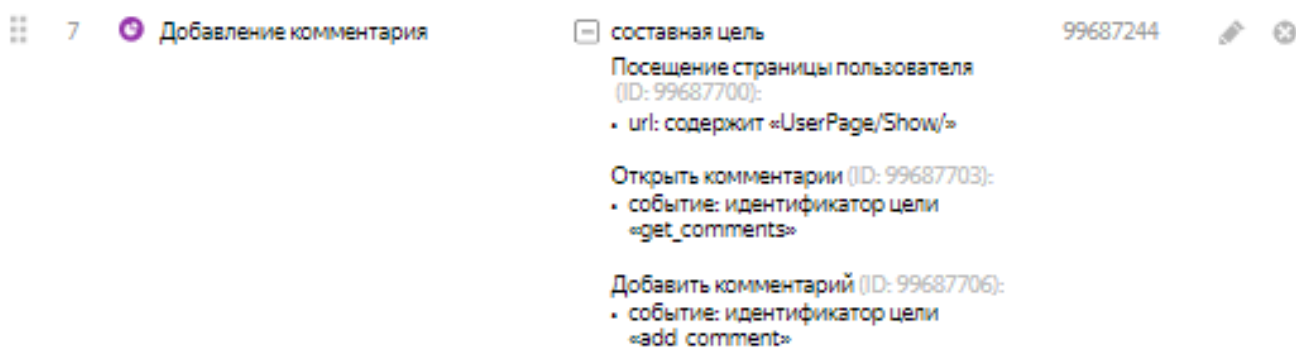 7 Добавление комментария составная цель 99687244
Посещение страницы пользователя
(ID: 99687700):
• url: содержит «UserPage/Show/»
Открыть комментарии (ID: 99687703):
• событие: идентификатор цели
«get_comments»
Добавить комментарий (ID: 99687706):
• событие: идентификатор цели
«add_comment»